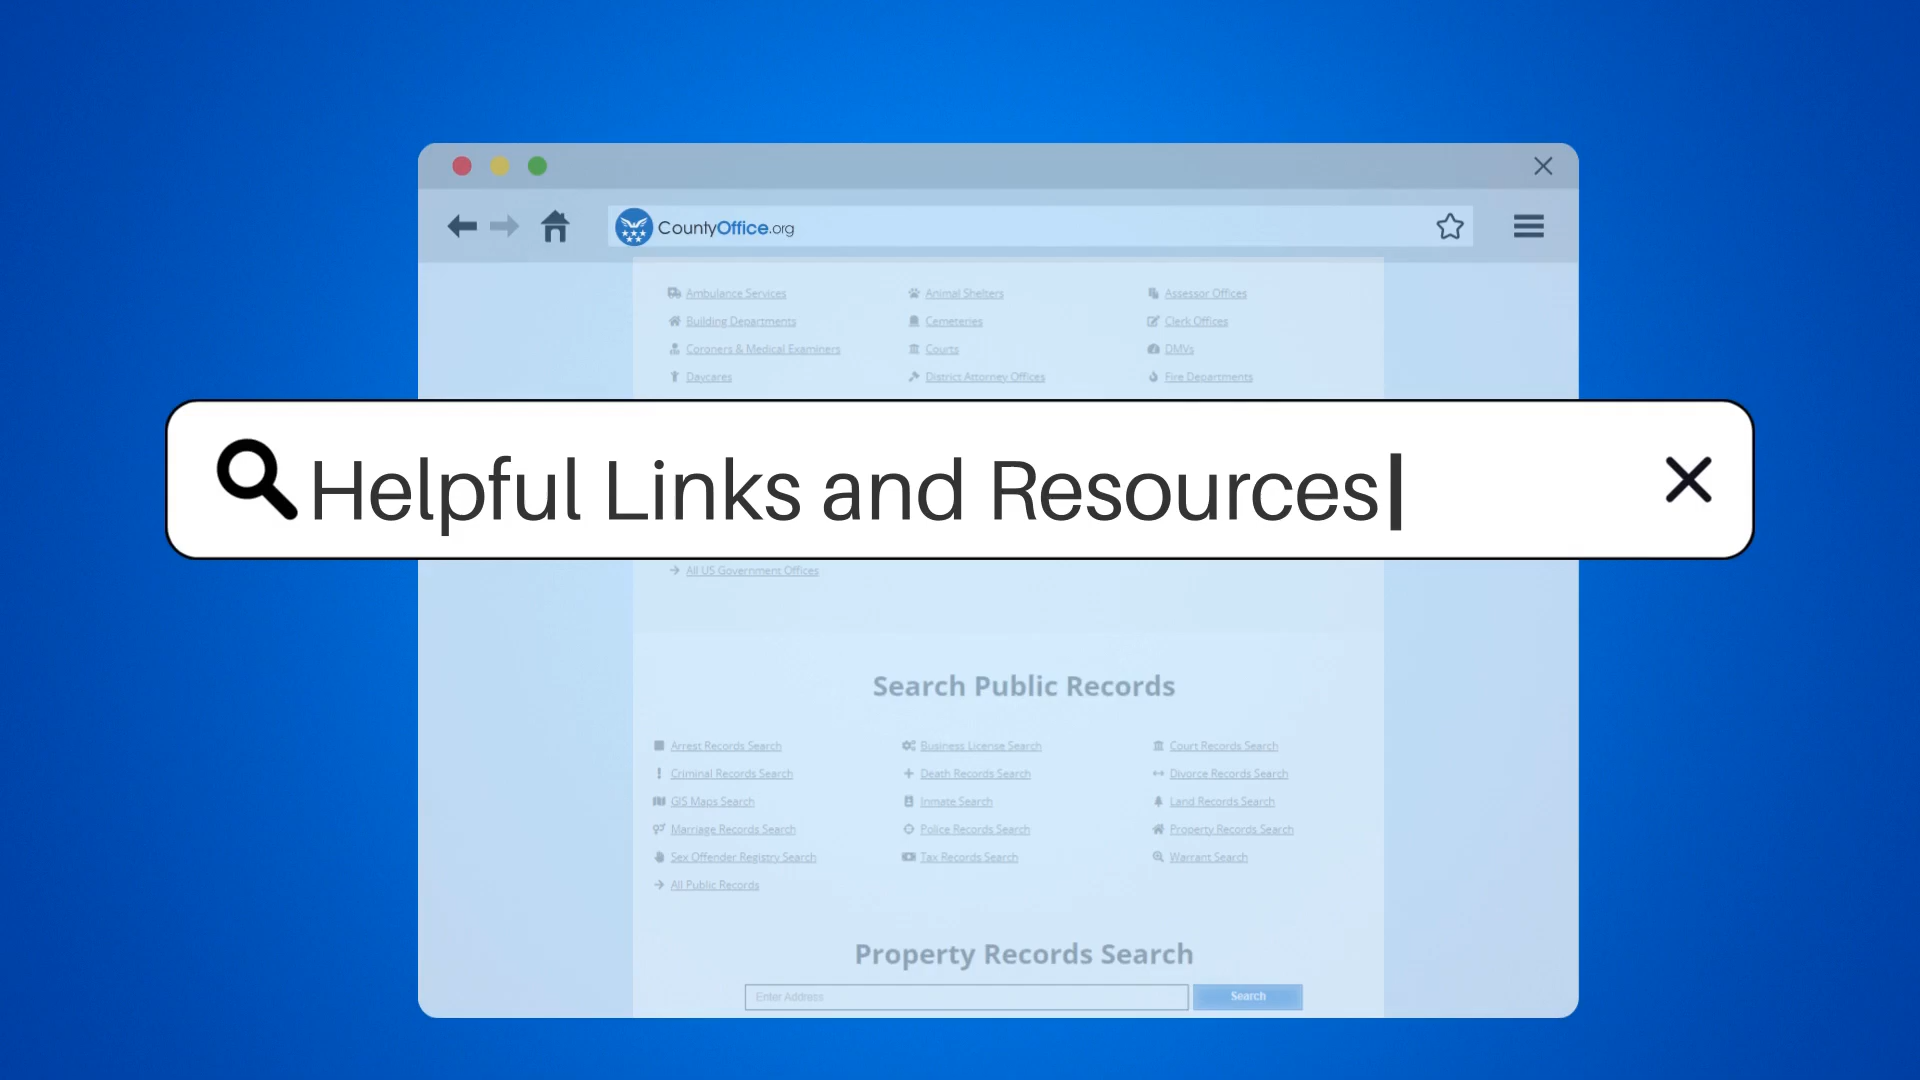 CountyOffice.org
Ambulance Services Animal Shelters Assessor Offices
Building Departments Cemeteries Clerk Offices
Coroners & Medical Examiners Courts DMVs
Daycares District Attorney Offices Fire Departments
Helpful Links and Resources
All US Government Offices
Search Public Records
Arrest Records Search Business License Search Court Records Search
Criminal Records Search Death Records Search Divorce Records Search
GIS Maps Search Inmate Search Land Records Search
Marriage Records Search Police Records Search Property Records Search
Sex Offender Registry Search Tax Records Search Warrant Search
All Public Records
Property Records Search
Enter Address Search